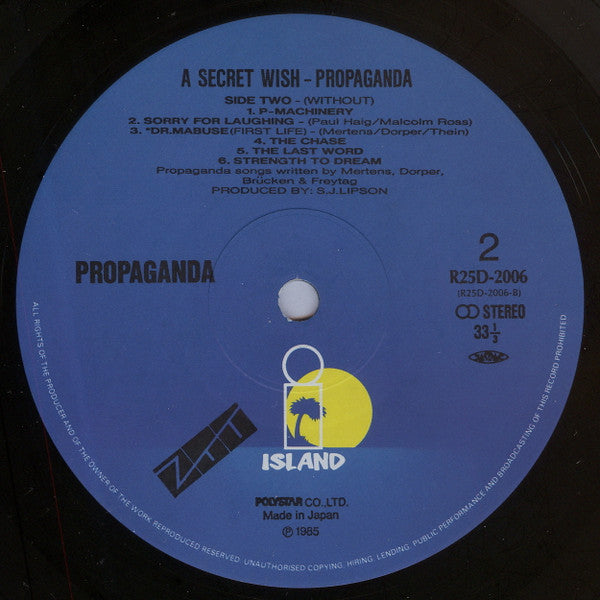 A SECRET WISH - PROPAGANDA
SIDE TWO - (WITHOUT)
1. P-MACHINERY
2. SORRY FOR LAUGHING - (Paul Haig/Malcolm Ross)
3. *DR.MABUSE(FIRST LIFE) - (Mertens/Dorper/Thein)
4. THE CHASE
5. THE LAST WORD
6. STRENGTH TO DREAM
Propaganda songs written by Mertens, Dorper,
Brücken & Freytag
PRODUCED BY: S.J.LIPSON
PROPAGANDA
2
R25D-2006
(R25D-2006-B)
STEREO
33 1/3
ZTT
ISLAND
POLYSTAR CO.,LTD.
Made in Japan
℗ 1985
ALL RIGHTS OF THE PRODUCER AND OF THE OWNER OF THE WORK REPRODUCED RESERVED. UNAUTHORISED COPYING, HIRING, LENDING, PUBLIC PERFORMANCE AND BROADCASTING OF THIS RECORD PROHIBITED